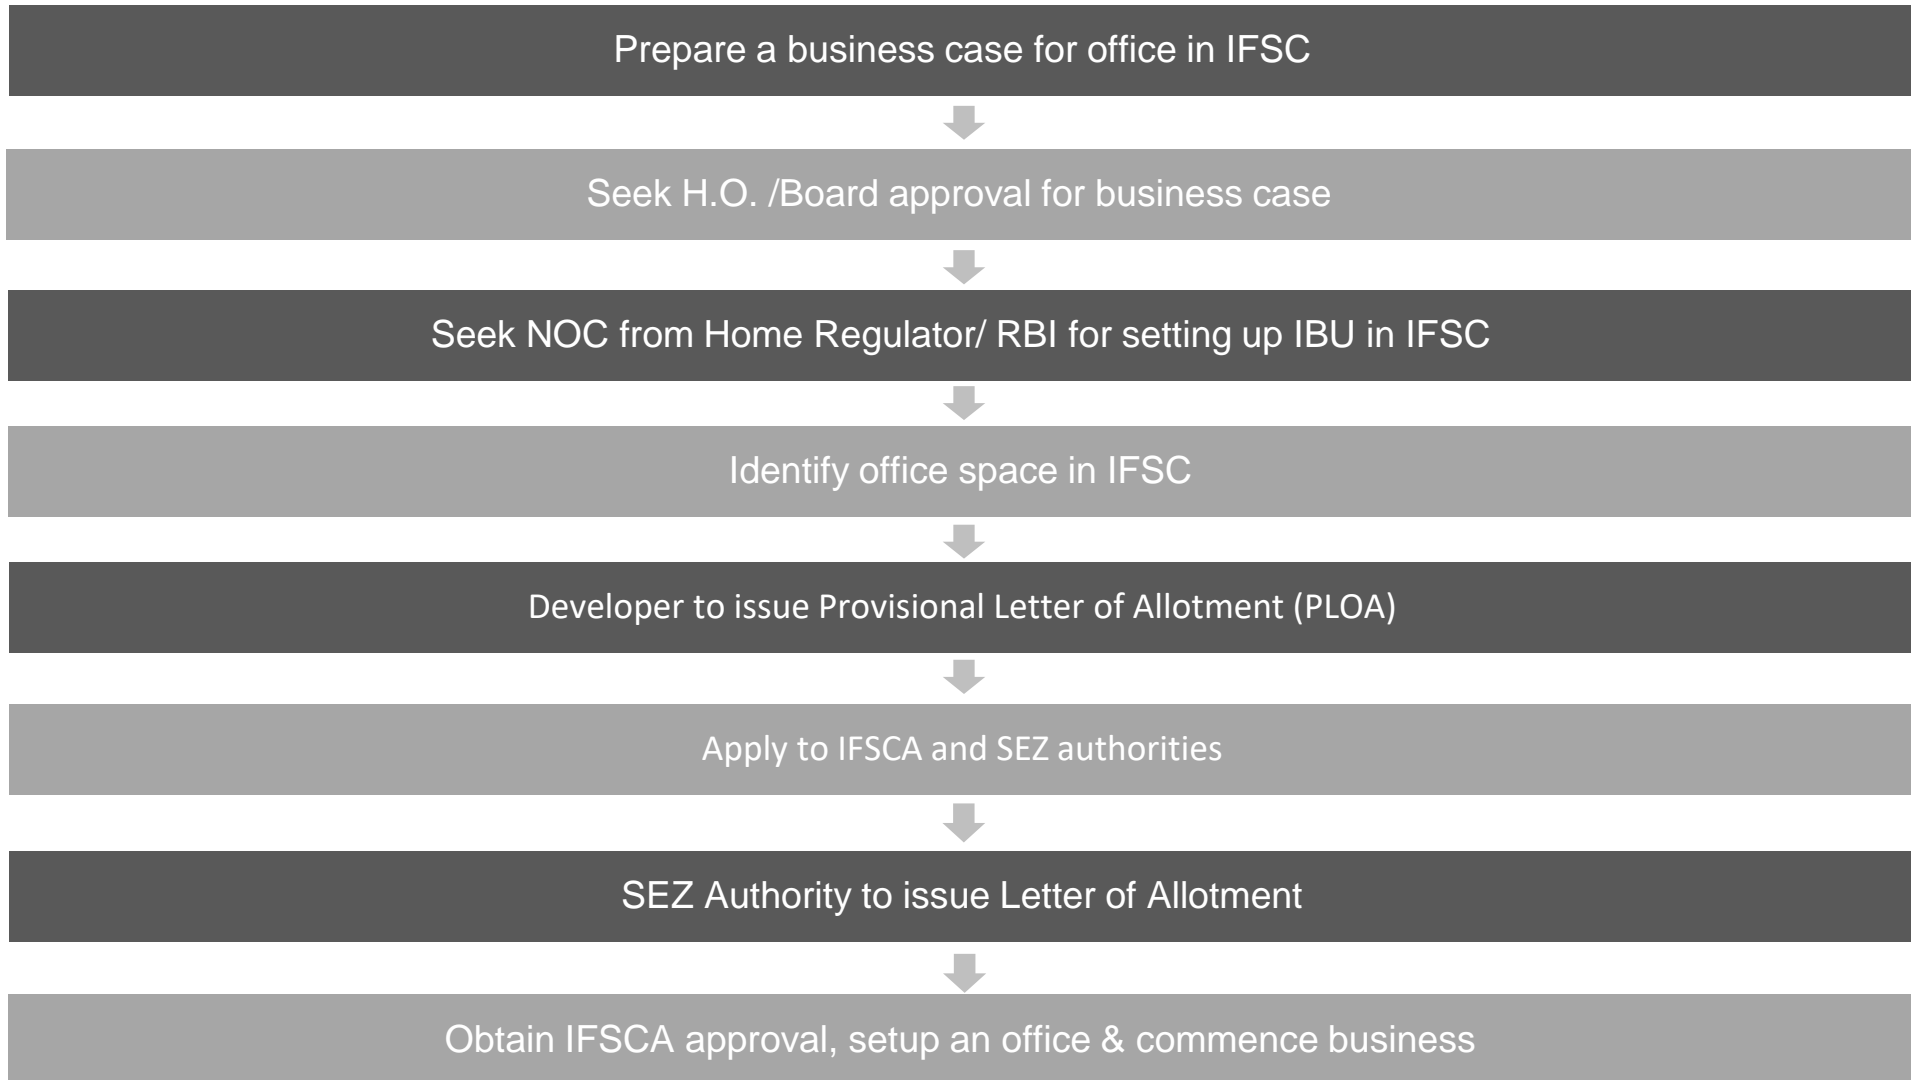 Prepare a business case for office in IFSC
Seek H.O. /Board approval for business case
Seek NOC from Home Regulator/ RBI for setting up IBU in IFSC
Identify office space in IFSC
Developer to issue Provisional Letter of Allotment (PLOA)
Apply to IFSCA and SEZ authorities
SEZ Authority to issue Letter of Allotment
Obtain IFSCA approval, setup an office & commence business